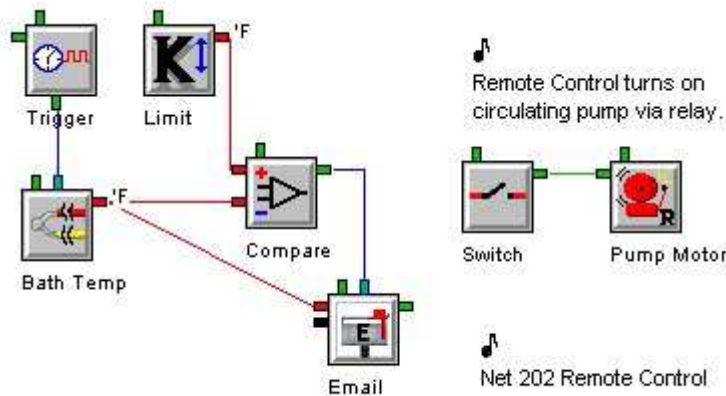 'F
Trigger
Limit
K
Remote Control turns on
circulating pump via relay.
'F
+
-
Bath Temp
Compare
Switch
R
Pump Motor
E
Email
Net 202 Remote Control